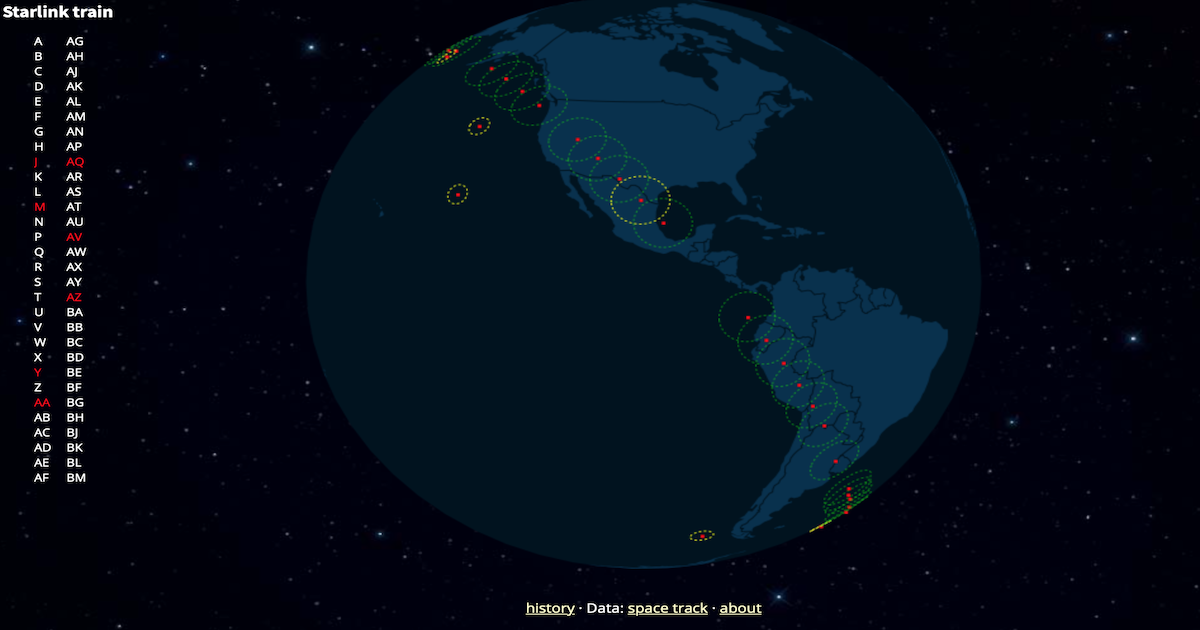 Starlink train
A AG
B AH
C AJ
D AK
E AL
F AM
G AN
H AP
J AQ
K AR
L AS
M AT
N AU
P AV
Q AW
R AX
S AY
T AZ
U BA
V BB
W BC
X BD
Y BE
Z BF
AA BG
AB BH
AC BJ
AD BK
AE BL
AF BM
history · Data: space track · about